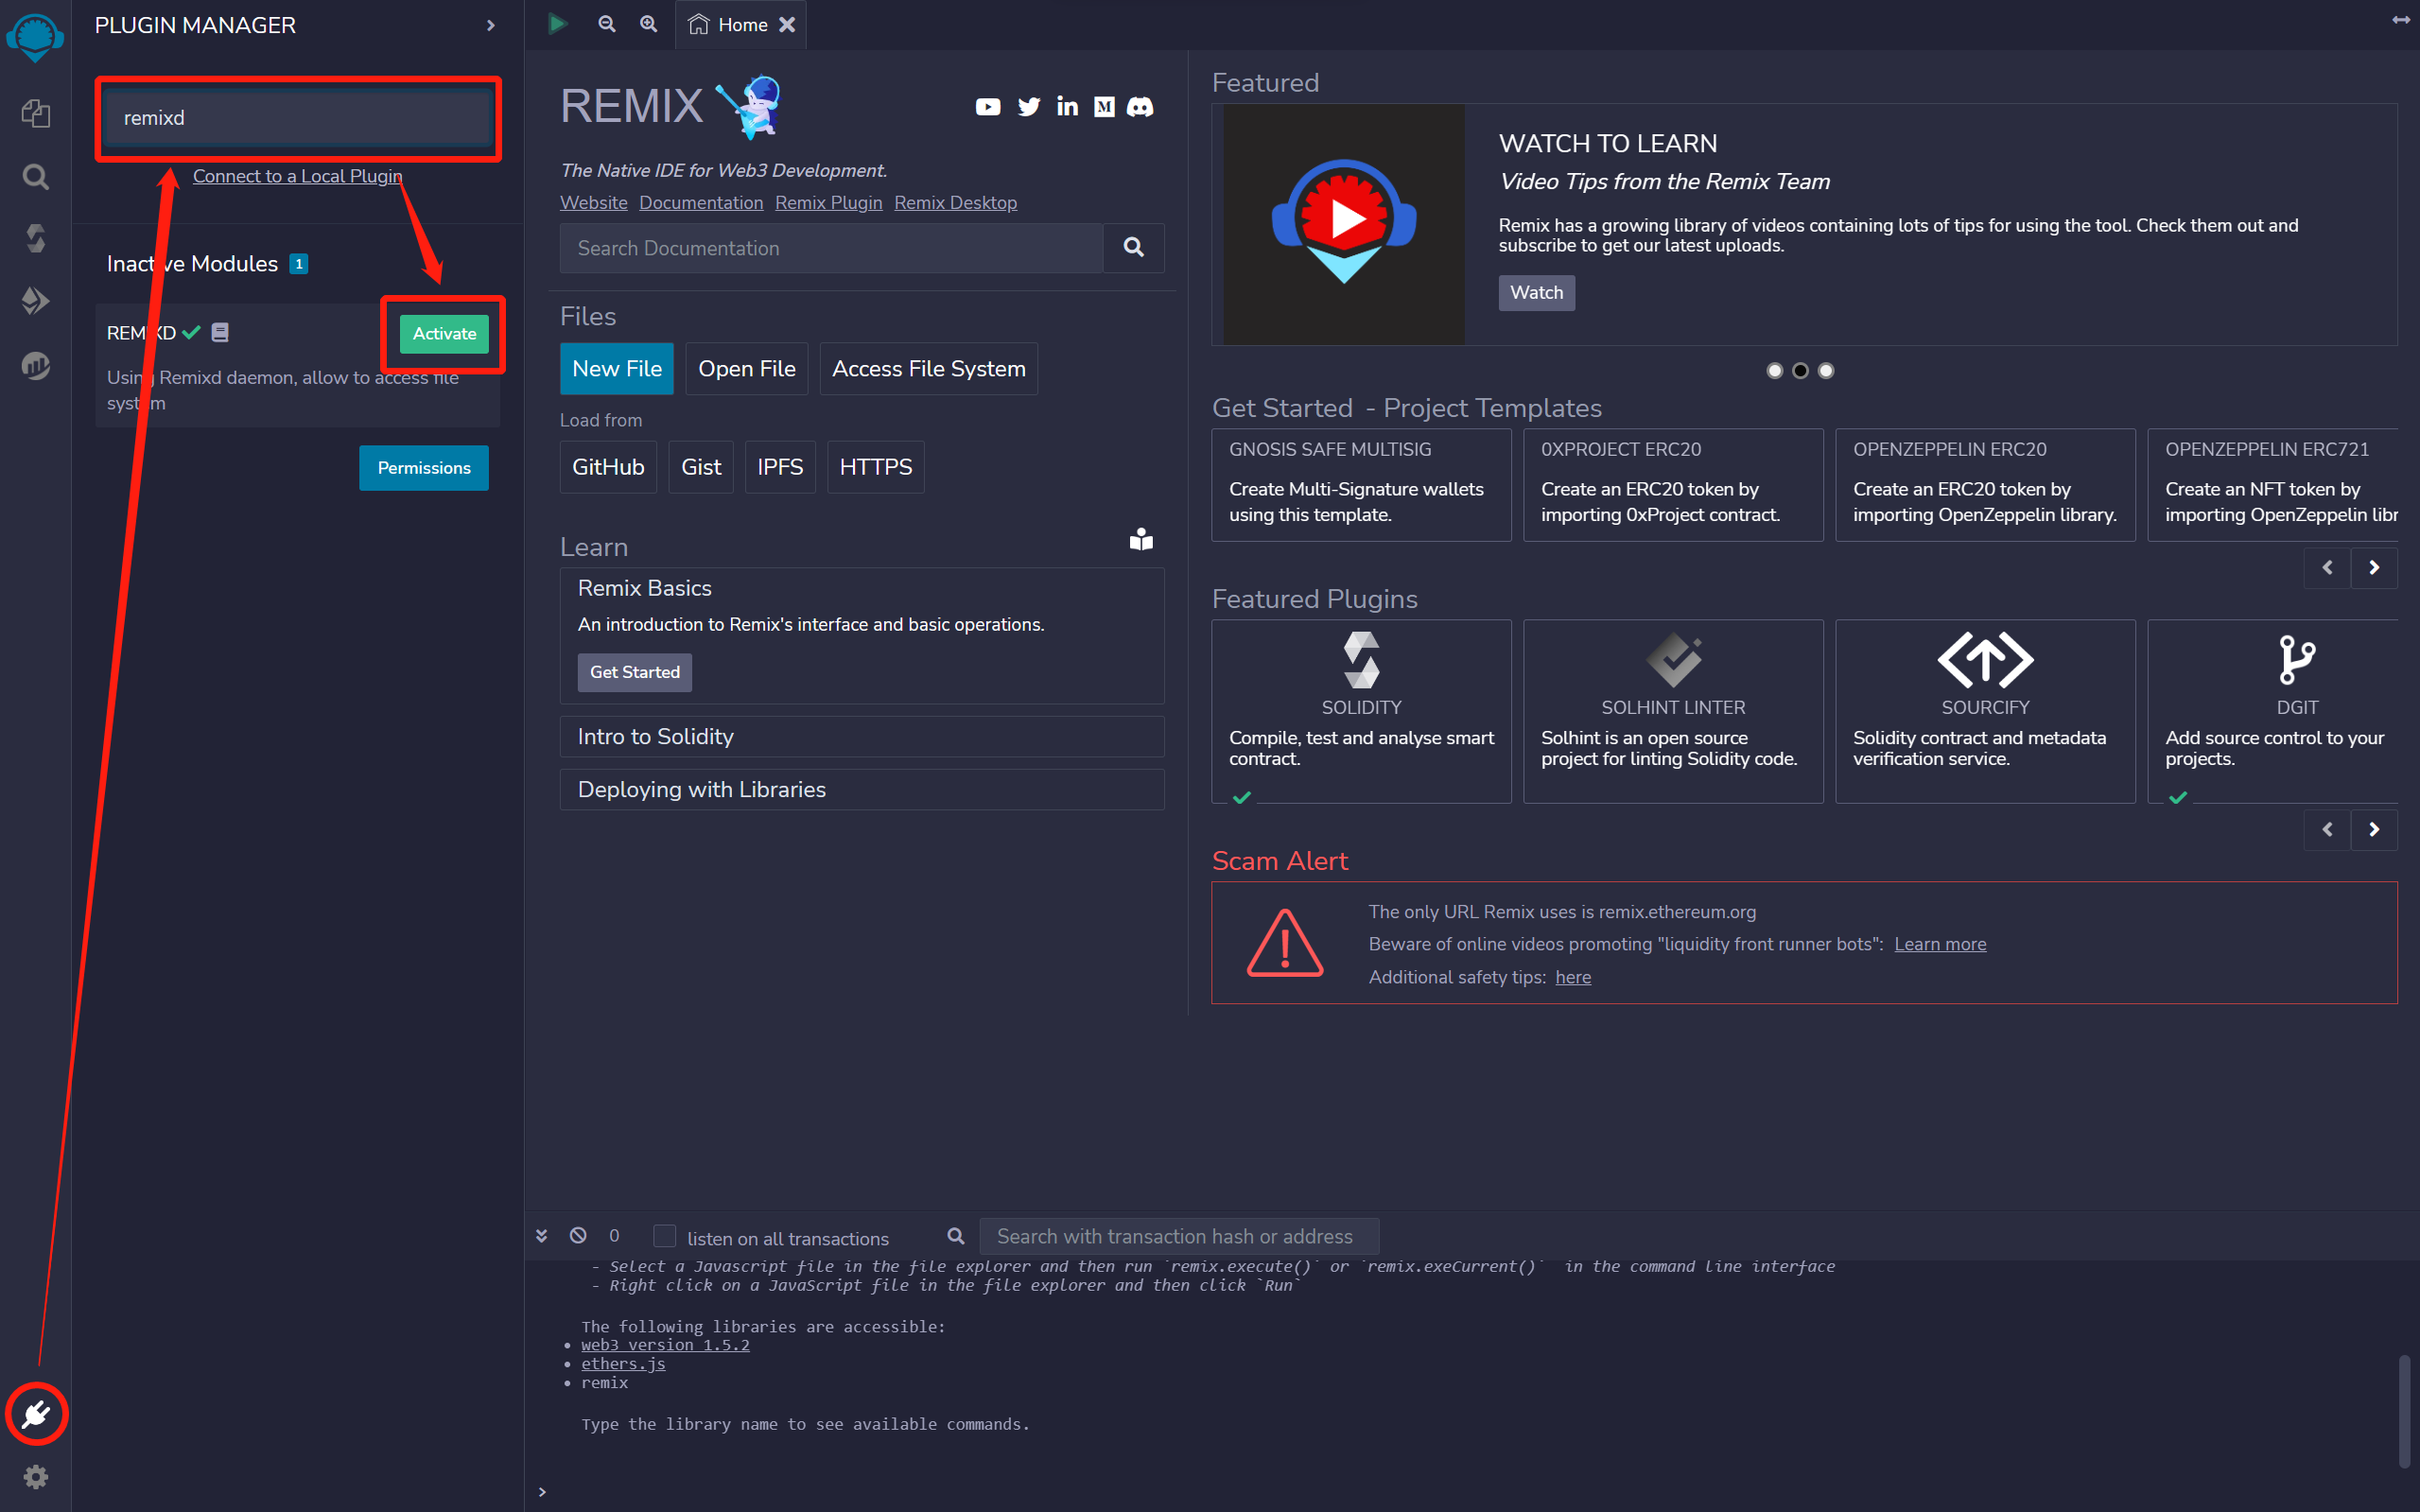 PLUGIN MANAGER
remixd
Connect to a Local Plugin
Inactive Modules 1
REMIXD
Activate
Using Remixd daemon, allow to access file
system
Permissions
Home
REMIX
The Native IDE for Web3 Development.
Website Documentation Remix Plugin Remix Desktop
Search Documentation
Files
New File Open File Access File System
Load from
GitHub Gist IPFS HTTPS
Learn
Remix Basics
An introduction to Remix's interface and basic operations.
Get Started
Intro to Solidity
Deploying with Libraries
Featured
WATCH TO LEARN
Video Tips from the Remix Team
Remix has a growing library of videos containing lots of tips for using the tool. Check them out and
subscribe to get our latest uploads.
Watch
Get Started - Project Templates
GNOSIS SAFE MULTISIG
Create Multi-Signature wallets
using this template.
0XPROJECT ERC20
Create an ERC20 token by
importing 0xProject contract.
OPENZEPPELIN ERC20
Create an ERC20 token by
importing OpenZeppelin library.
OPENZEPPELIN ERC721
Create an NFT token by
importing OpenZeppelin libr
Featured Plugins
SOLIDITY
Compile, test and analyse smart
contract.
SOLHINT LINTER
Solhint is an open source
project for linting Solidity code.
SOURCIFY
Solidity contract and metadata
verification service.
DGIT
Add source control to your
projects.
Scam Alert
The only URL Remix uses is remix.ethereum.org
Beware of online videos promoting "liquidity front runner bots": Learn more
Additional safety tips: here
0 listen on all transactions Search with transaction hash or address
- Select a Javascript file in the file explorer and then run `remix.execute()` or `remix.exeCurrent()` in the command line interface
- Right click on a JavaScript file in the file explorer and then click `Run`
The following libraries are accessible:
• web3 version 1.5.2
• ethers.js
• remix
Type the library name to see available commands.
>